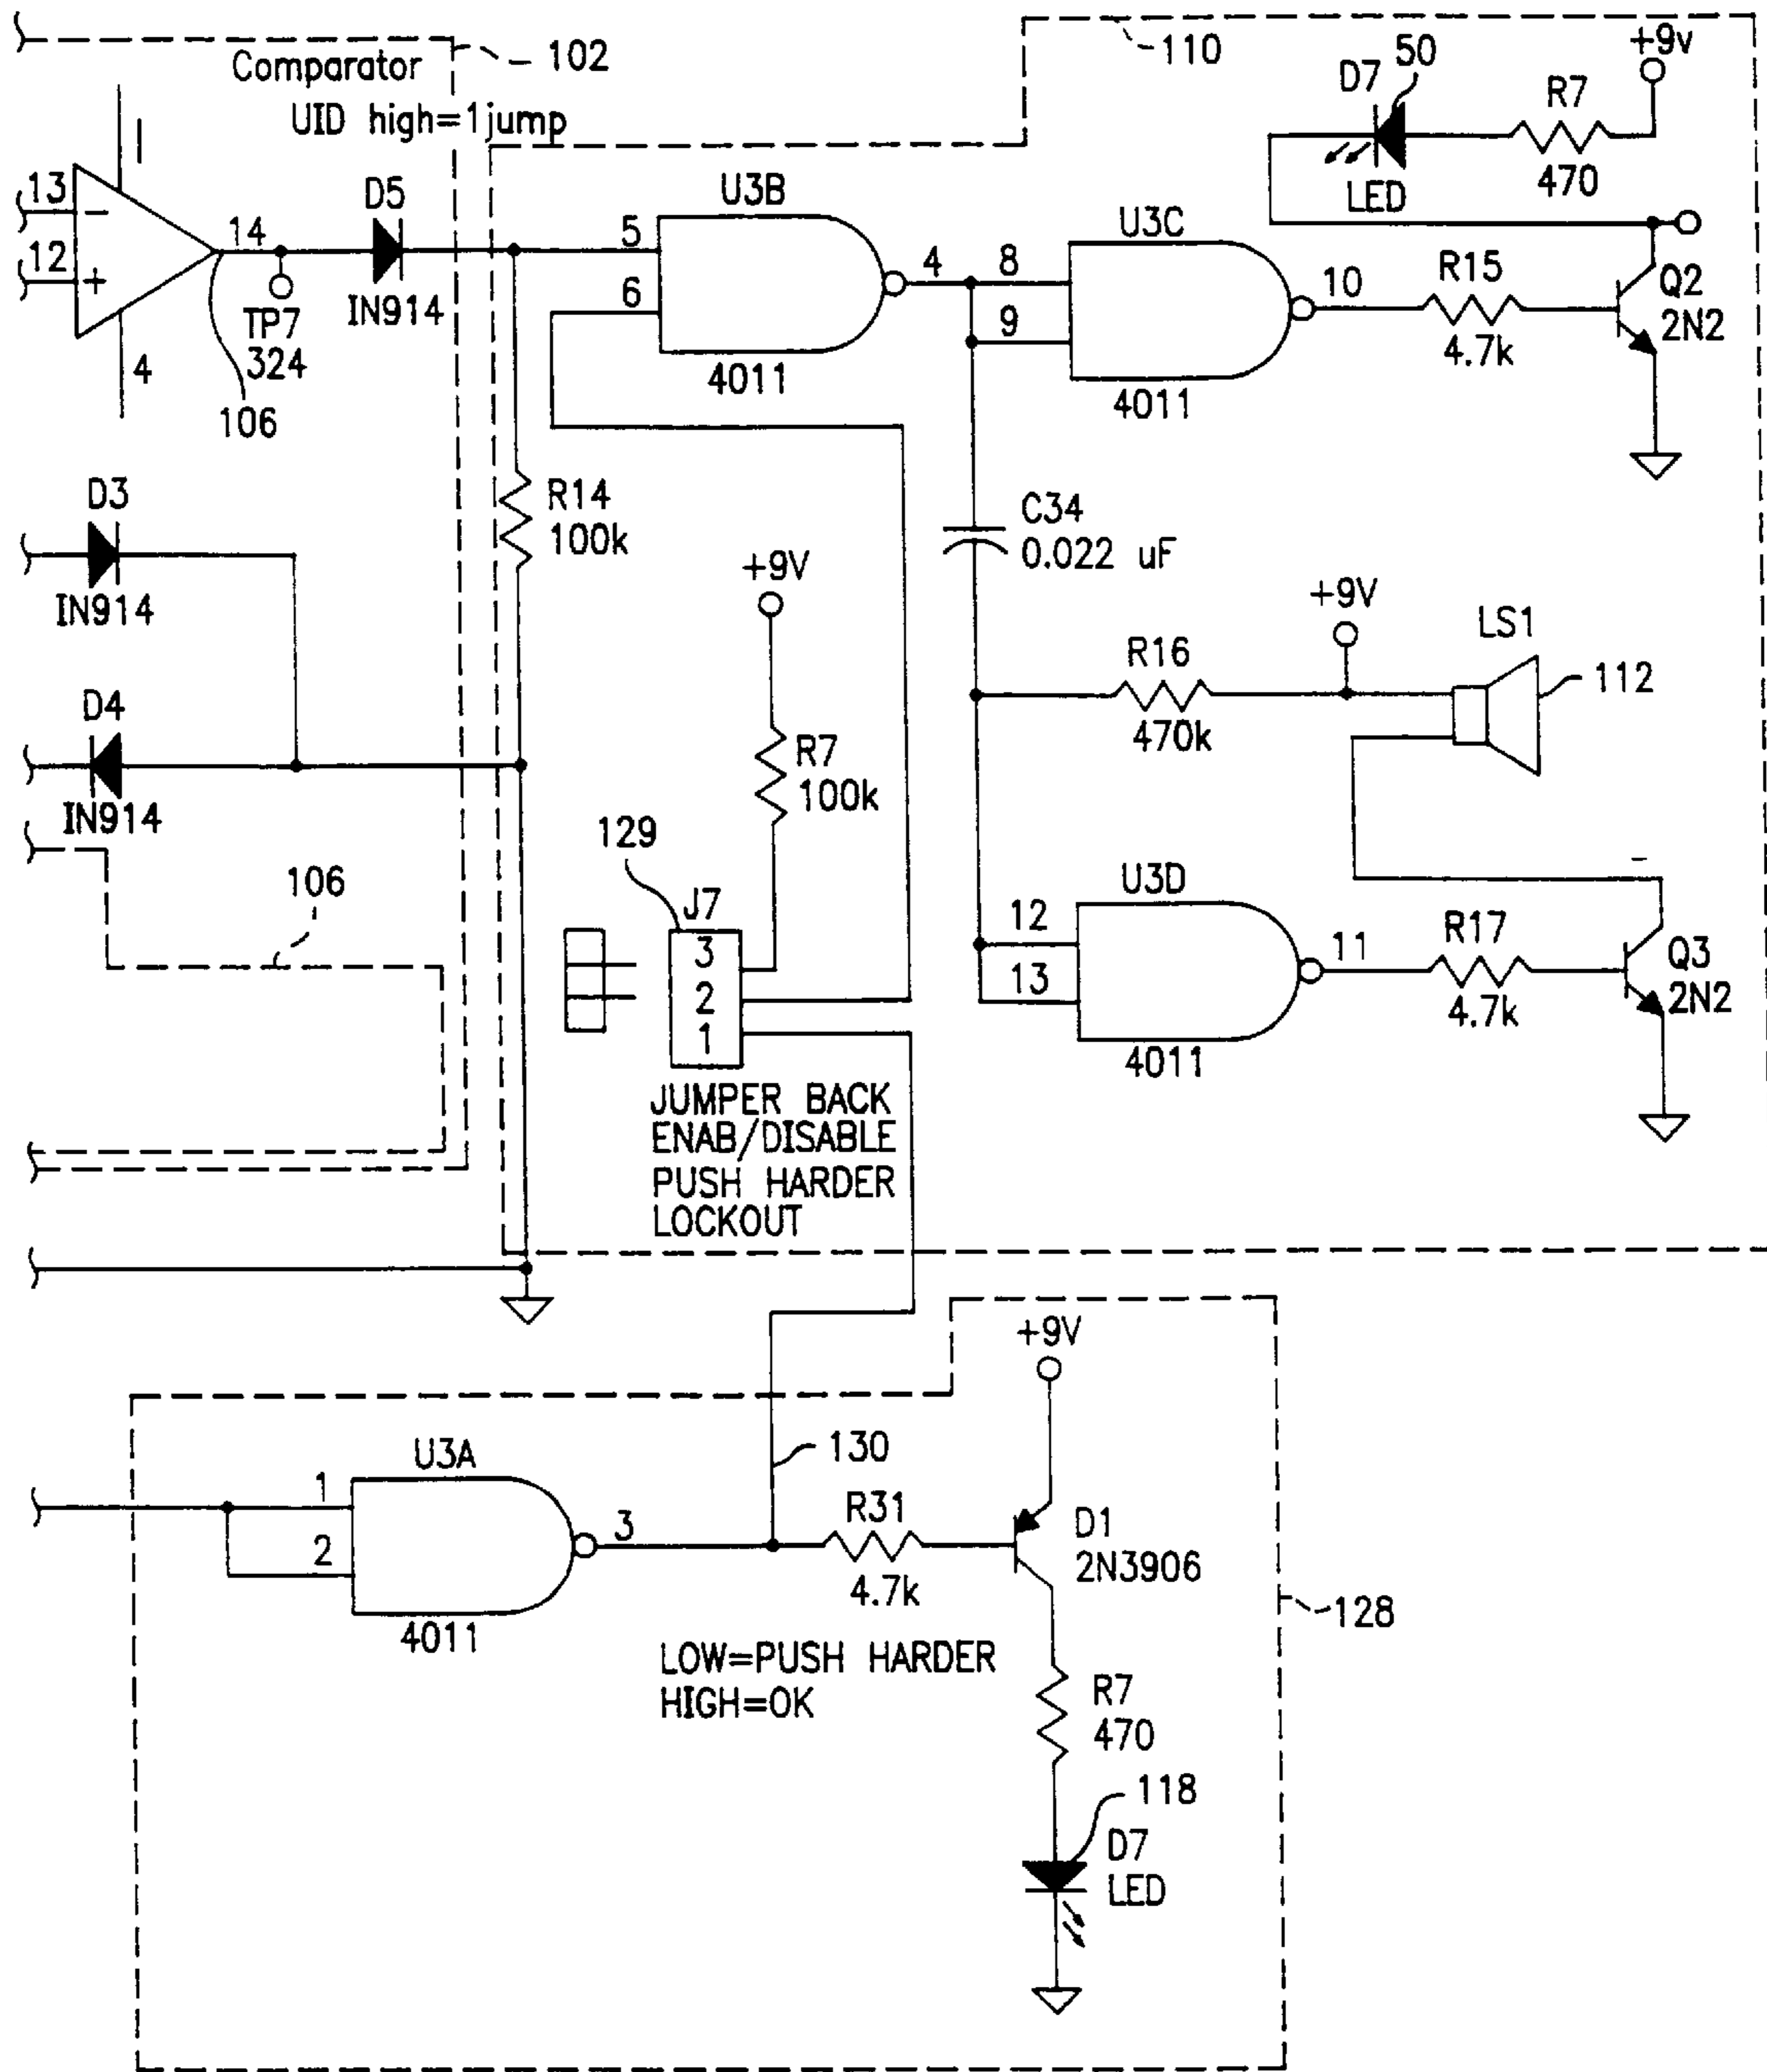 Comparator
102
UID high=1jump
1
13
−
14
12
+
TP7
324
4
106
D5
IN914
110
D7
50
+9v
R7
LED
470
U3B
5
6
4
4011
U3C
8
9
10
4011
R15
4.7k
Q2
2N2
D3
IN914
D4
IN914
106
R14
100k
C34
0.022 uF
+9V
R7
100k
R16
470k
+9V
LS1
112
129
J7
3
2
1
JUMPER BACK
ENAB/DISABLE
PUSH HARDER
LOCKOUT
U3D
12
13
11
4011
R17
4.7k
Q3
2N2
U3A
1
2
3
4011
130
R31
4.7k
+9V
D1
2N3906
128
LOW=PUSH HARDER
HIGH=OK
R7
470
118
D7
LED